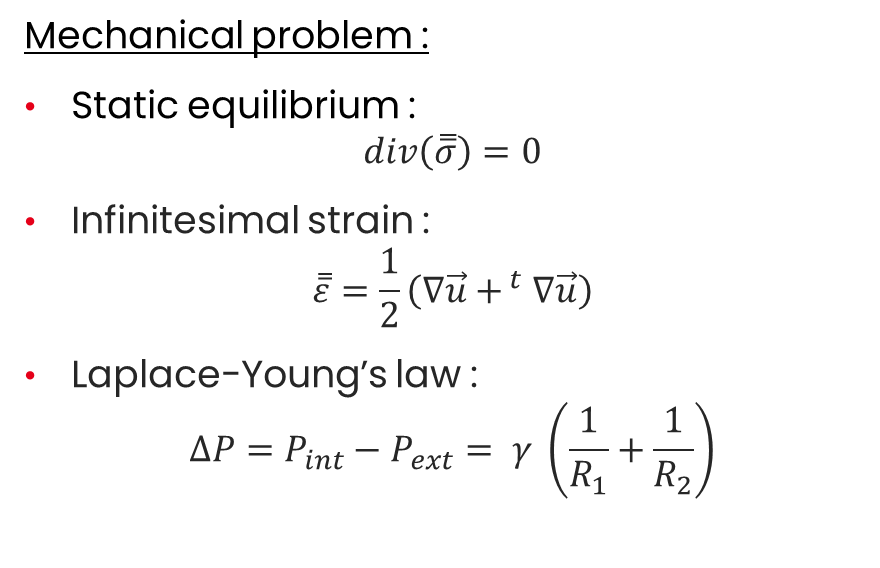 Mechanical problem :
• Static equilibrium :
div(σ̿) = 0
• Infinitesimal strain :
ε̿ = 1/2 (∇u⃗ + ᵗ ∇u⃗)
• Laplace-Young’s law :
ΔP = P_int − P_ext = γ (1/R₁ + 1/R₂)